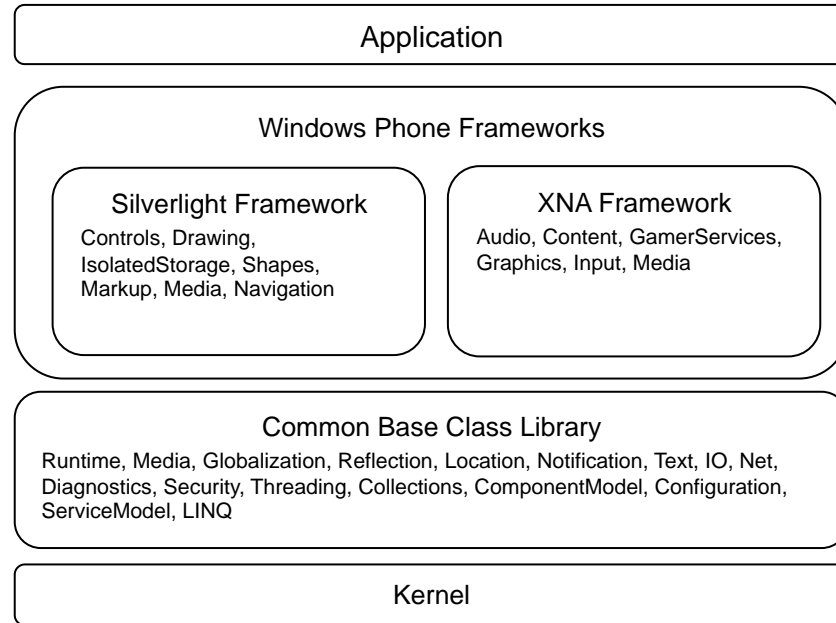 Application
Windows Phone Frameworks
Silverlight Framework
Controls, Drawing,
IsolatedStorage, Shapes,
Markup, Media, Navigation
XNA Framework
Audio, Content, GamerServices,
Graphics, Input, Media
Common Base Class Library
Runtime, Media, Globalization, Reflection, Location, Notification, Text, IO, Net,
Diagnostics, Security, Threading, Collections, ComponentModel, Configuration,
ServiceModel, LINQ
Kernel